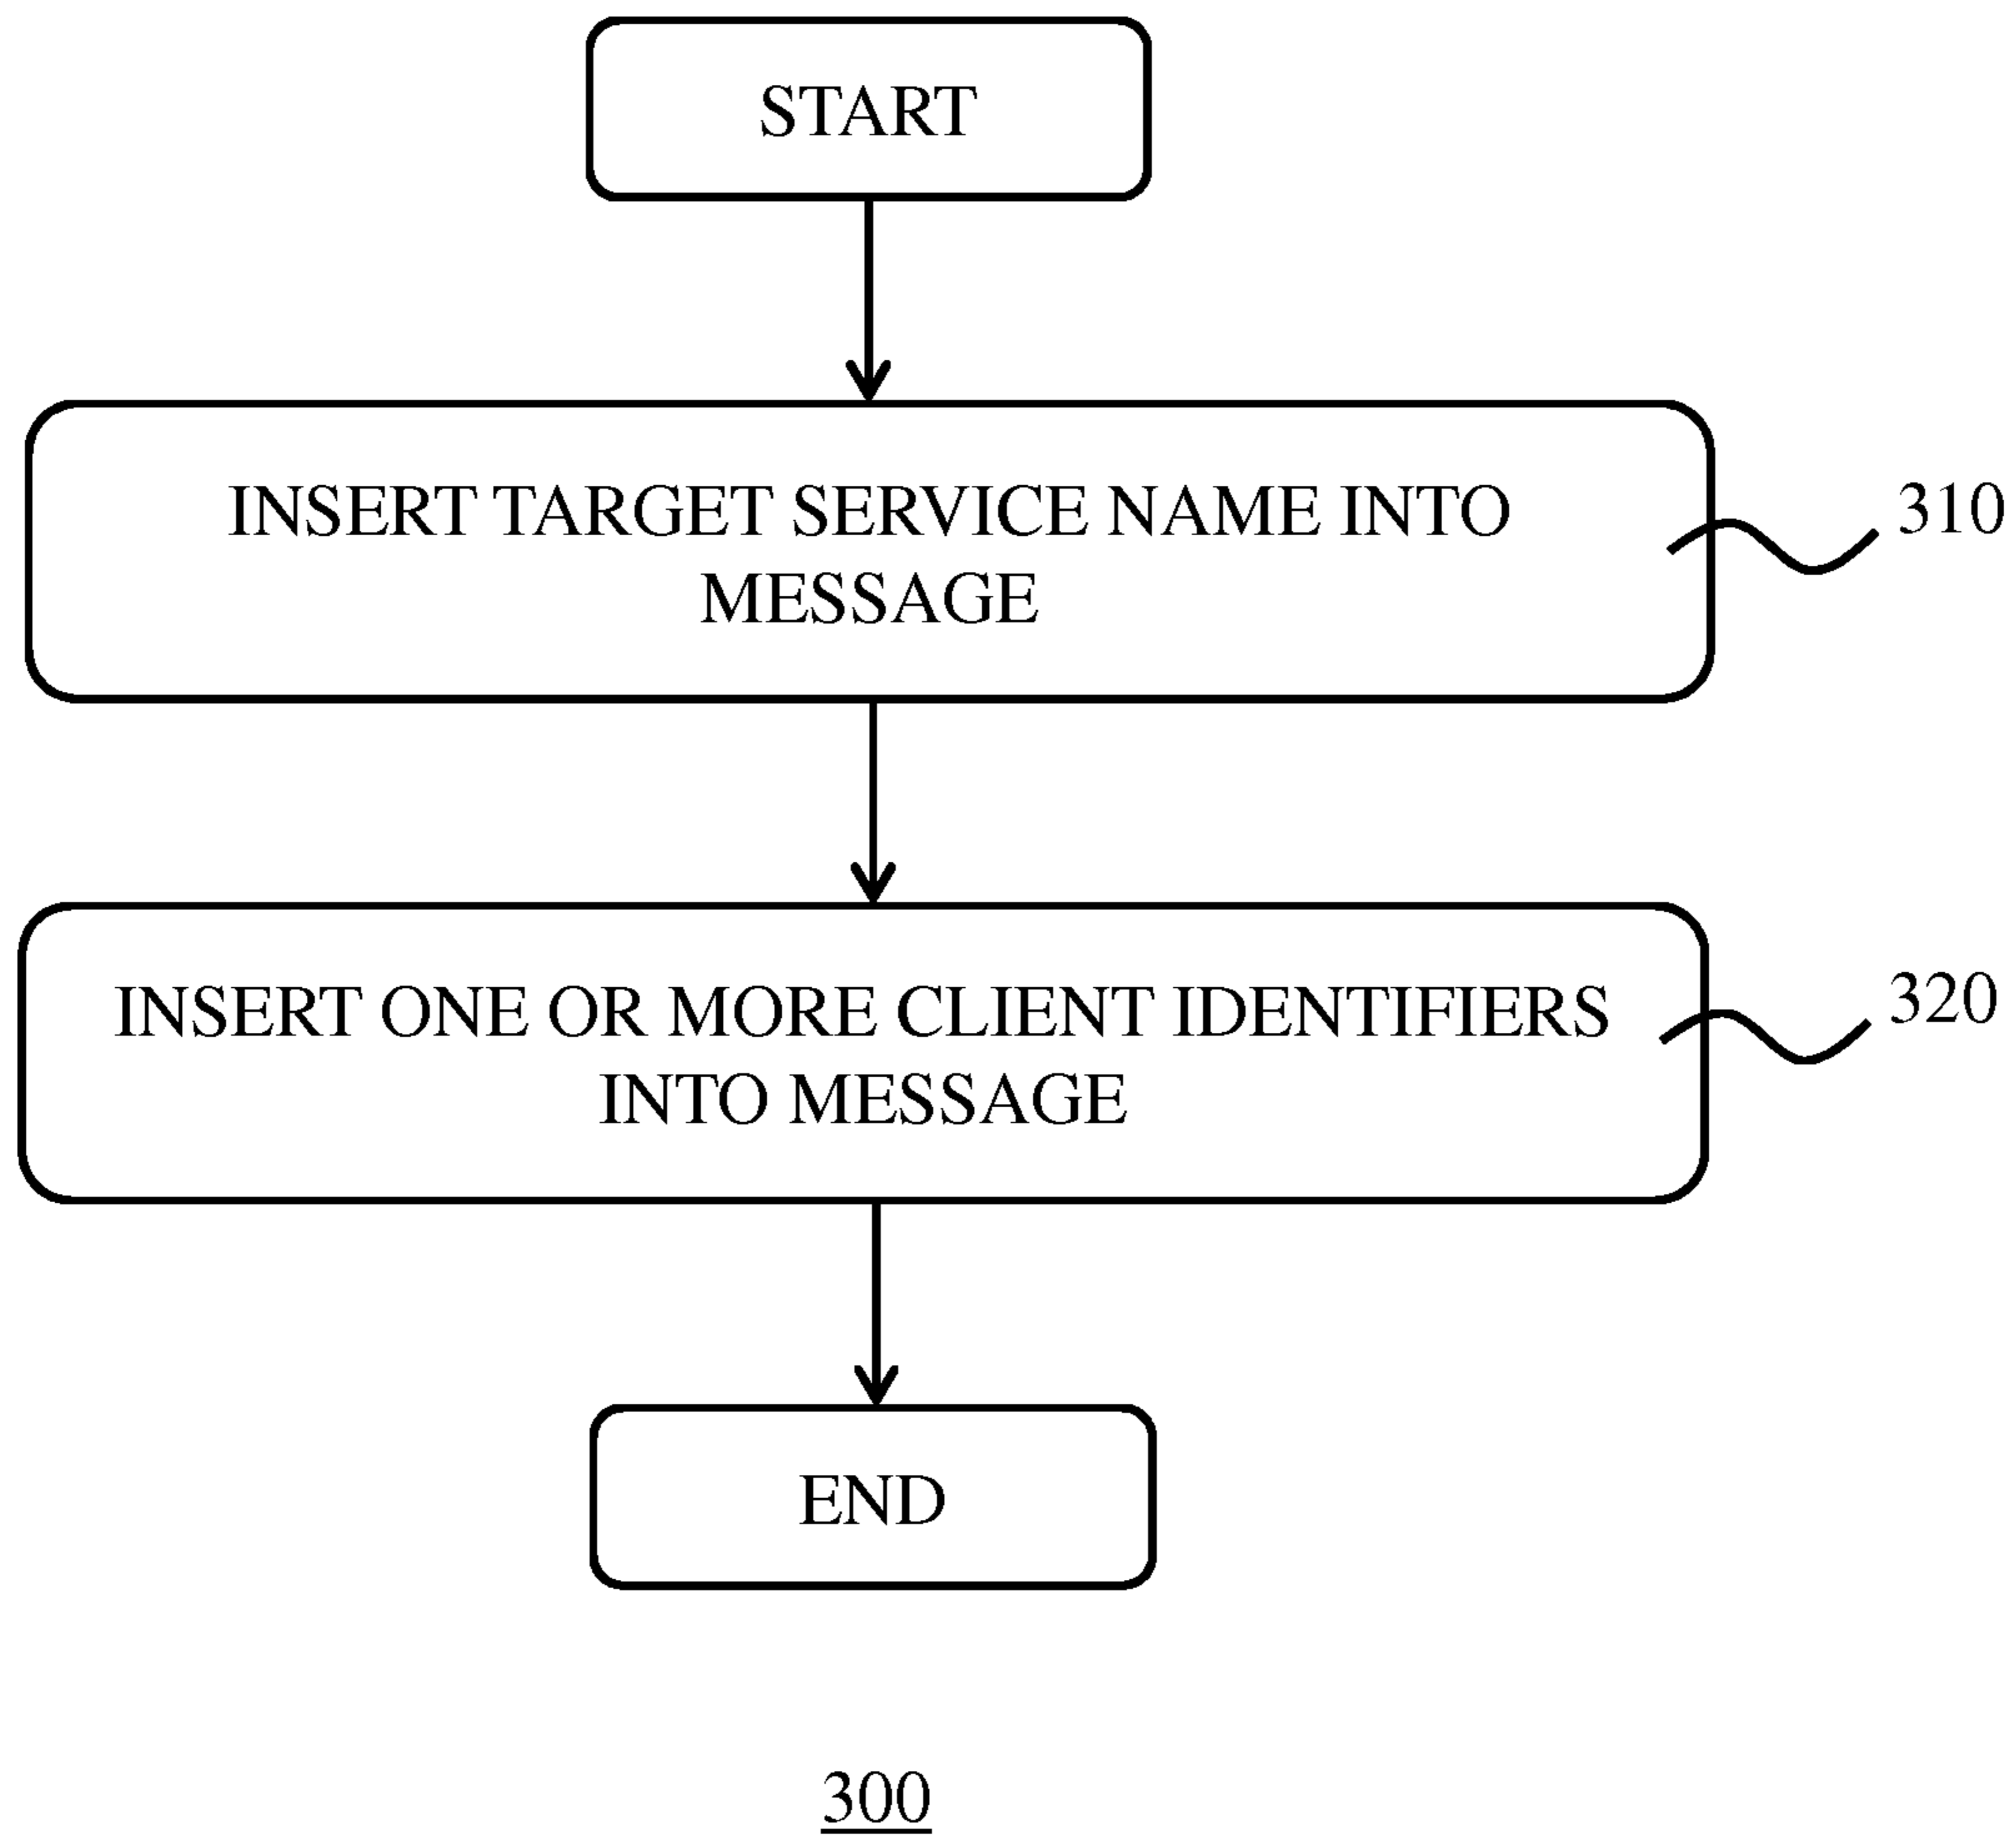 START
INSERT TARGET SERVICE NAME INTO
MESSAGE
310
INSERT ONE OR MORE CLIENT IDENTIFIERS
INTO MESSAGE
320
END
300